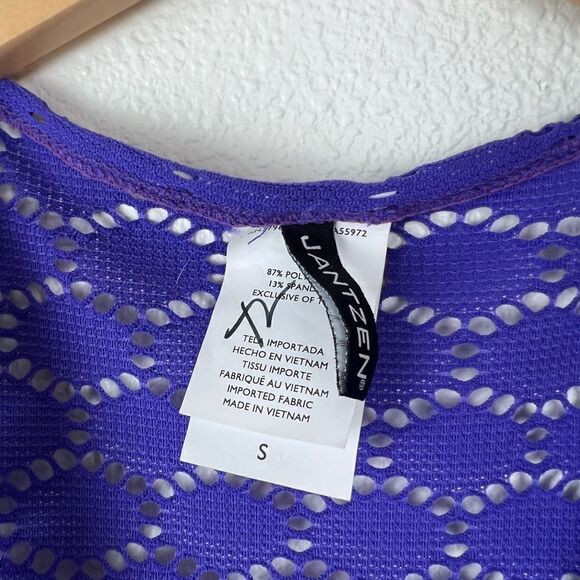 A55972
JANTZEN®
87% POLY
13% SPAND
EXCLUSIVE OF T
TELA IMPORTADA
HECHO EN VIETNAM
TISSU IMPORTE
FABRIQUÉ AU VIETNAM
IMPORTED FABRIC
MADE IN VIETNAM
S